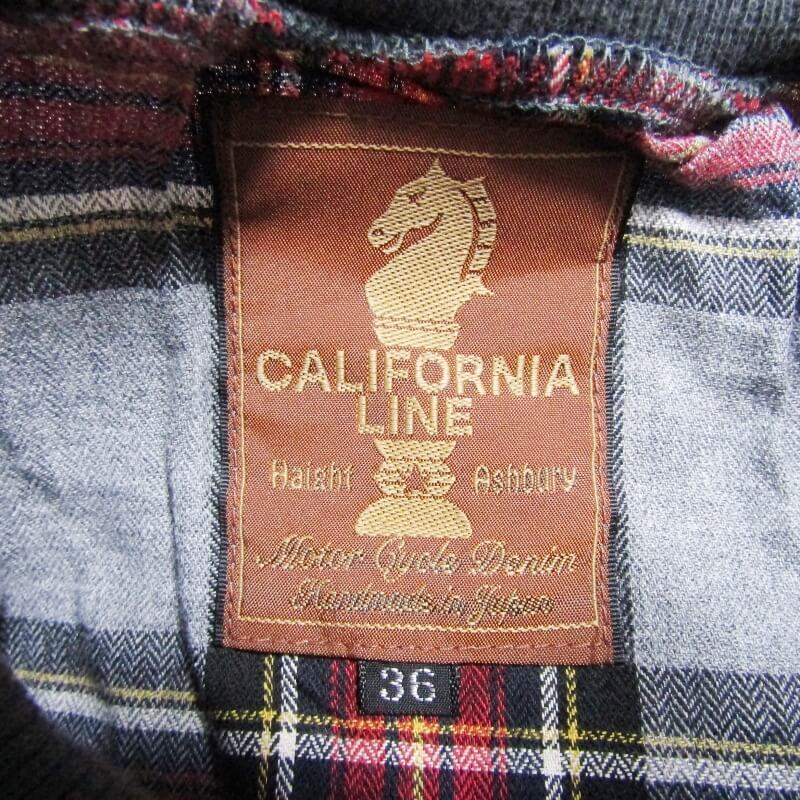 CALIFORNIA
LINE
Haight Ashbury
Motor Cycle Denim
Handmade in Japan
36